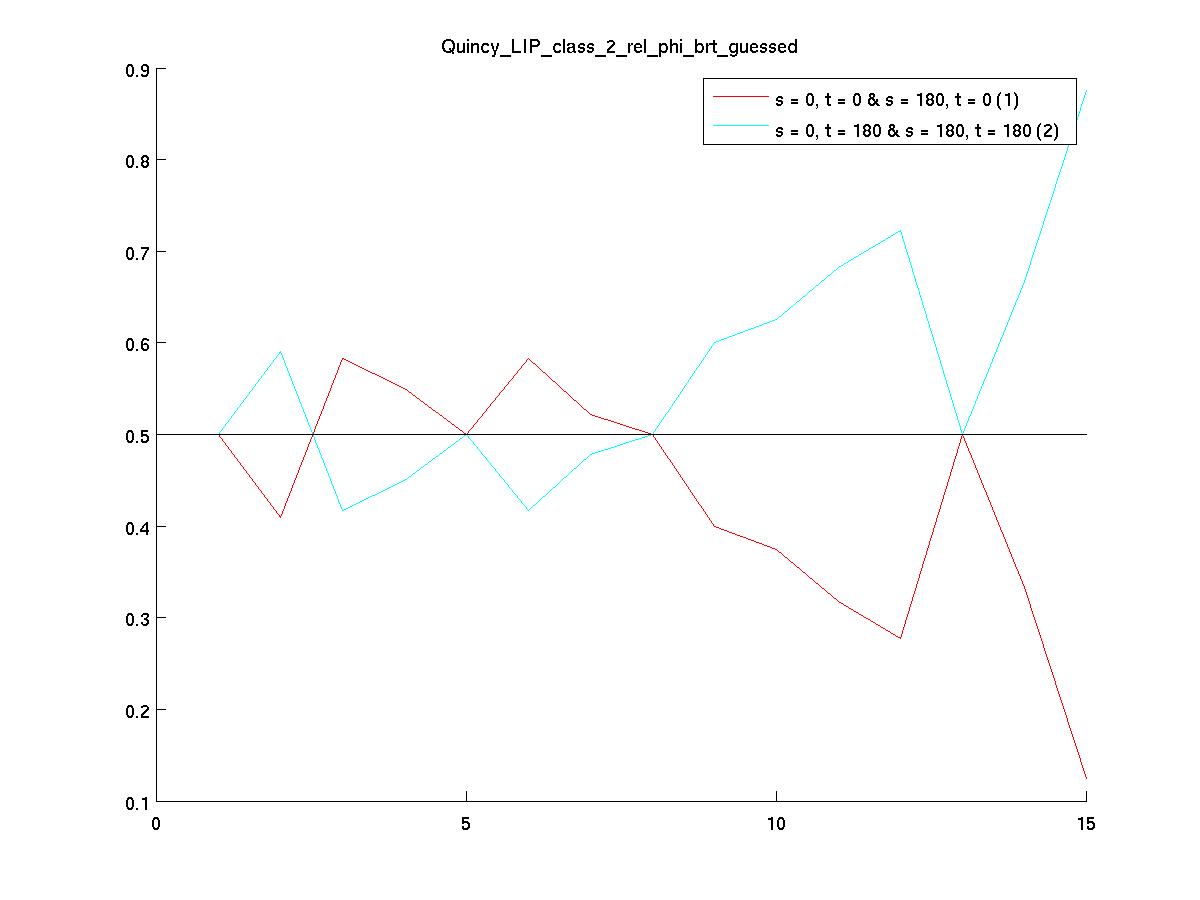 Quincy_LIP_class_2_rel_phi_brt_guessed
s = 0, t = 0 & s = 180, t = 0 (1)
s = 0, t = 180 & s = 180, t = 180 (2)
0.9
0.8
0.7
0.6
0.5
0.4
0.3
0.2
0.1
0 5 10 15